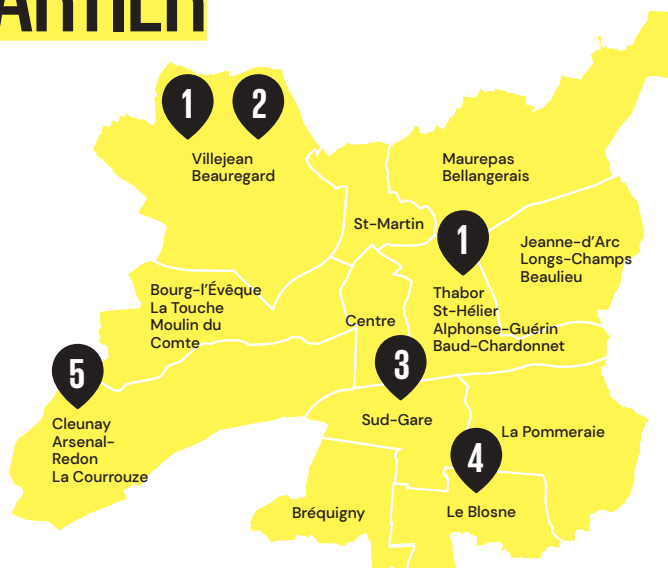 ARTIER
1
2
Villejean
Beauregard
Maurepas
Bellangerais
St-Martin
1
Jeanne-d’Arc
Longs-Champs
Beaulieu
Bourg-l’Évêque
La Touche
Moulin du
Comte
Thabor
St-Hélier
Alphonse-Guérin
Baud-Chardonnet
Centre
3
5
Cleunay
Arsenal-
Redon
La Courrouze
Sud-Gare
La Pommeraie
4
Bréquigny
Le Blosne